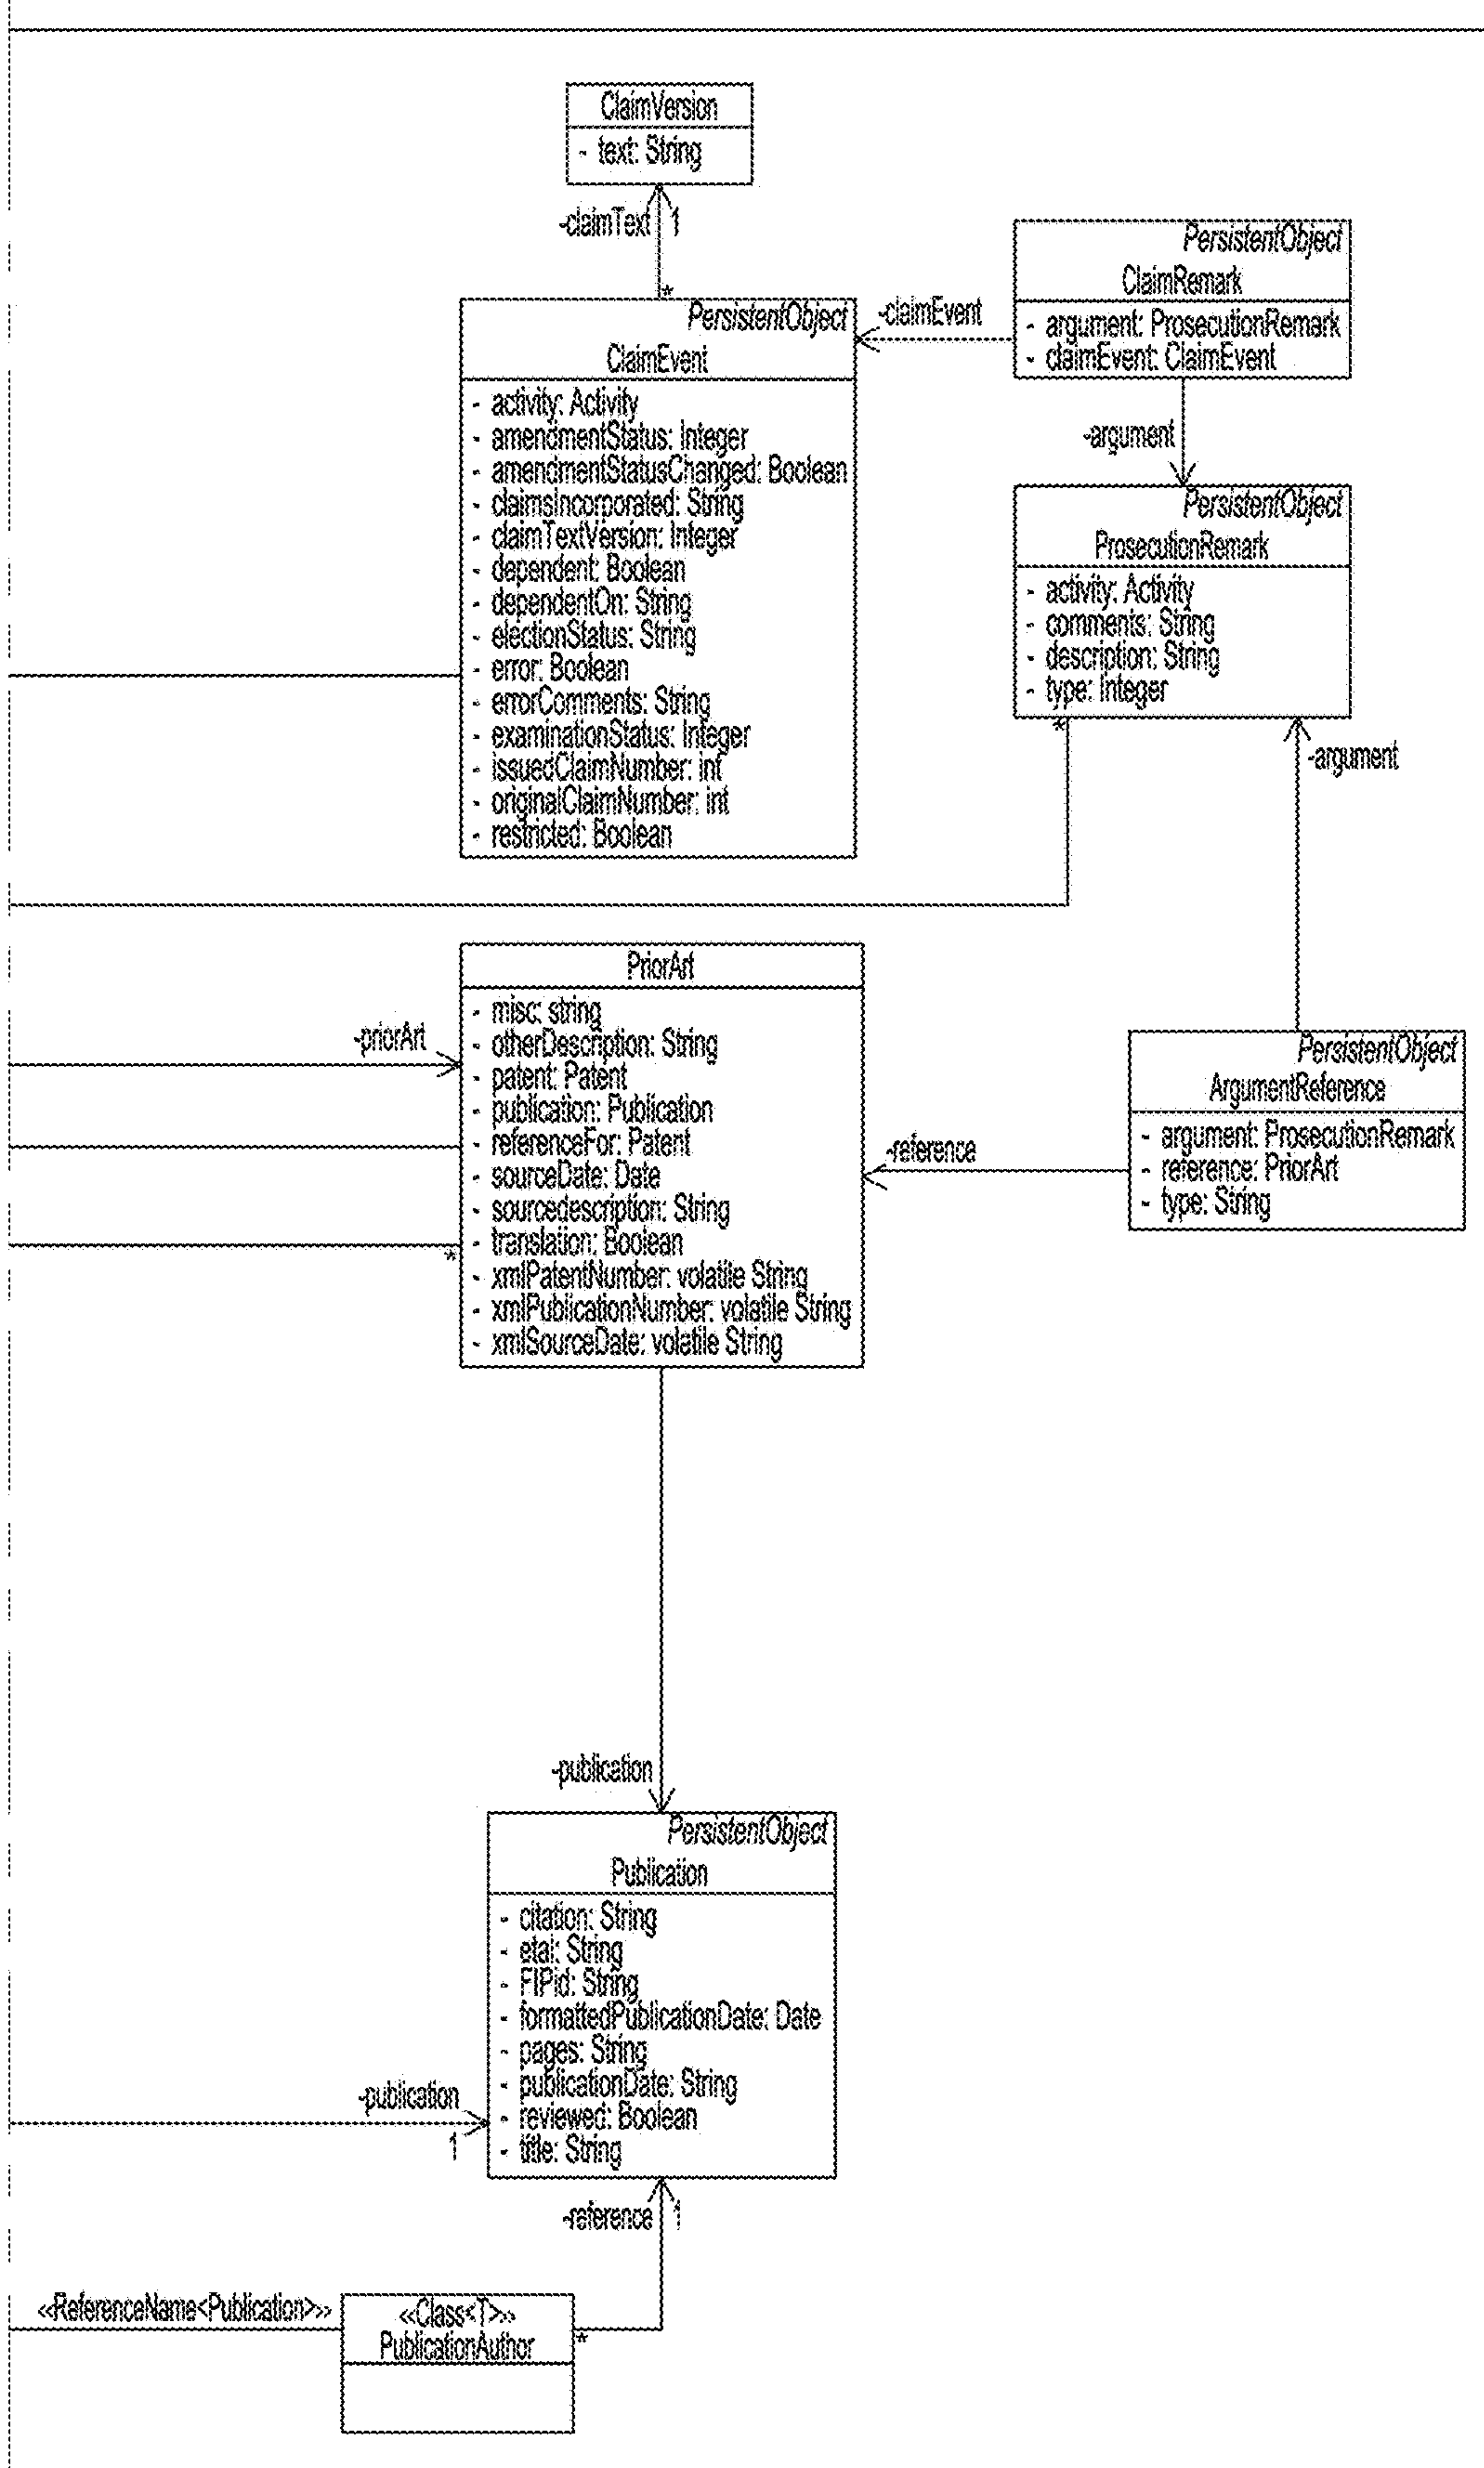 ClaimVersion
- text: String
-claimText 1
*
PersistentObject
ClaimEvent
- activity: Activity
- amendmentStatus: Integer
- amendmentStatusChanged: Boolean
- claimsIncorporated: String
- claimTextVersion: Integer
- dependent: Boolean
- dependentOn: String
- electionStatus: String
- error: Boolean
- errorComments: String
- examinationStatus: Integer
- issuedClaimNumber: int
- originalClaimNumber: int
- restricted: Boolean
-claimEvent
PersistentObject
ClaimRemark
- argument: ProsecutionRemark
- claimEvent: ClaimEvent
-argument
PersistentObject
ProsecutionRemark
- activity: Activity
- comments: String
- description: String
- type: Integer
*
-argument
PriorArt
- misc: string
- otherDescription: String
- patent: Patent
- publication: Publication
- referenceFor: Patent
- sourceDate: Date
- sourcedescription: String
- translation: Boolean
- xmlPatentNumber: volatile String
- xmlPublicationNumber: volatile String
- xmlSourceDate: volatile String
-priorArt
*
-reference
PersistentObject
ArgumentReference
- argument: ProsecutionRemark
- reference: PriorArt
- type: String
-publication
PersistentObject
Publication
- citation: String
- etal: String
- FIPid: String
- formattedPublicationDate: Date
- pages: String
- publicationDate: String
- reviewed: Boolean
- title: String
-publication
1
-reference 1
<<ReferenceName<Publication>>>
<<Class<T>>>
PublicationAuthor
*